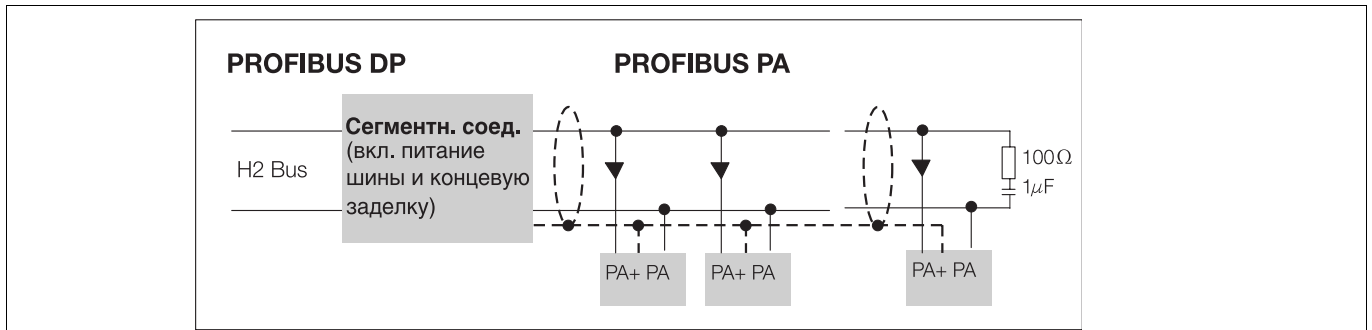 PROFIBUS DP
PROFIBUS PA
Сегментн. соед.
(вкл. питание
шины и концевую
заделку)
H2 Bus
100Ω
1μF
PA+ PA
PA+ PA
PA+ PA